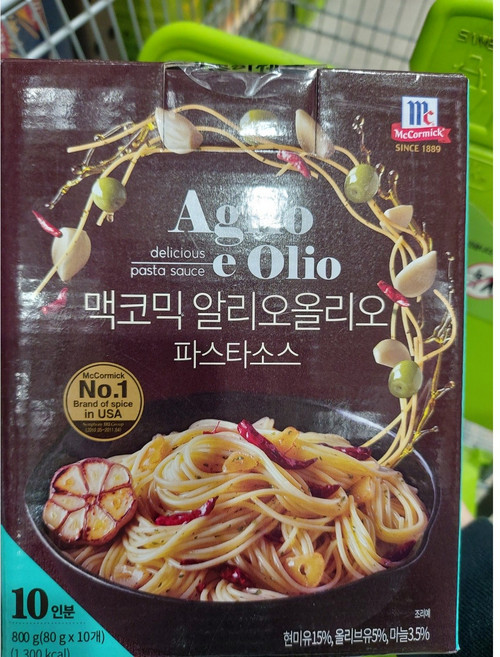 Mc
McCormick
SINCE 1889
Aglio
delicious
pasta sauce
e Olio
맥코믹 알리오올리오
파스타소스
McCormick
No.1
Brand of spice
in USA
10인분
800 g(80 g x 10개)
(1,300 kcal)
조리예
현미유15%, 올리브유5%, 마늘3.5%